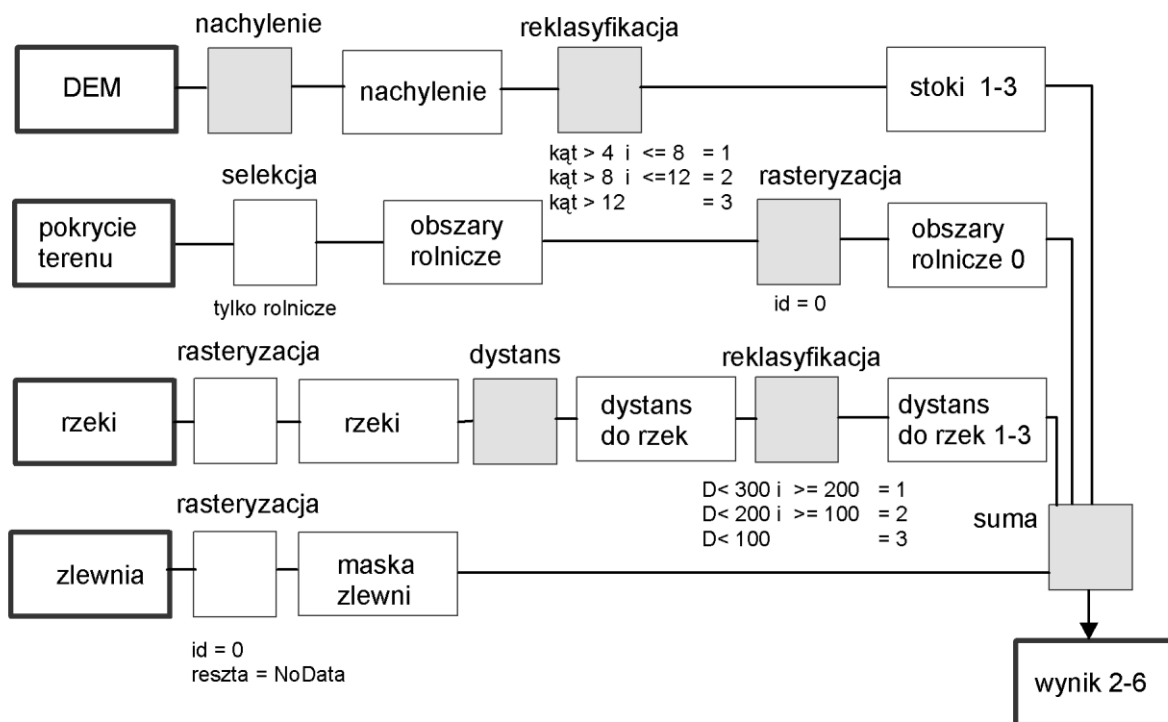 nachylenie
reklasyfikacja
DEM
nachylenie
stoki 1-3
kąt > 4 i <= 8 = 1
kąt > 8 i <=12 = 2
kąt > 12 = 3
selekcja
rasteryzacja
pokrycie
terenu
obszary
rolnicze
obszary
rolnicze 0
tylko rolnicze
id = 0
rasteryzacja
dystans
reklasyfikacja
rzeki
rzeki
dystans
do rzek
dystans
do rzek 1-3
D< 300 i >= 200 = 1
D< 200 i >= 100 = 2
D< 100 = 3
rasteryzacja
suma
zlewnia
maska
zlewni
id = 0
reszta = NoData
wynik 2-6